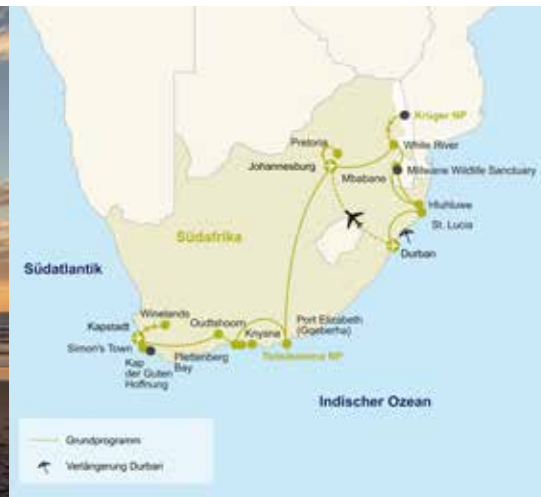 Krüger NP
Pretoria
White River
Johannesburg
Mbabane
Mlilwane Wildlife Sanctuary
Hluhluwe
St. Lucia
Südafrika
Durban
Südatlantik
Winelands
Kapstadt
Oudtshoorn
Knysna
Port Elizabeth
(Gqeberha)
Simon's Town
Plettenberg
Bay
Tsitsikamma NP
Kap
der Guten
Hoffnung
Indischer Ozean
Grundprogramm
Verlängerung Durban